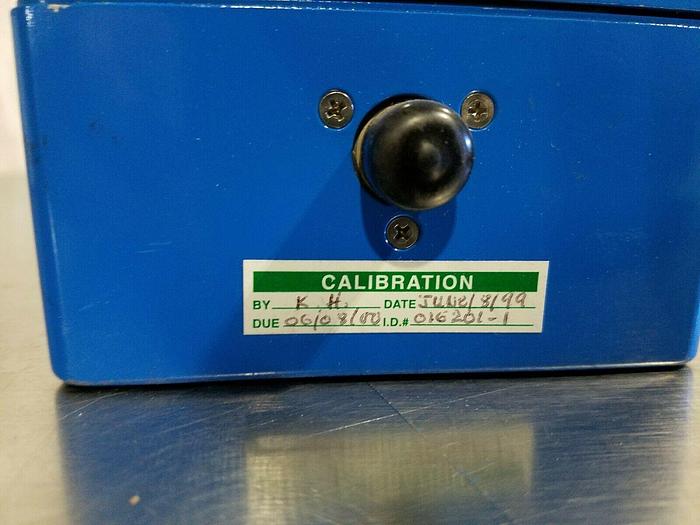 CALIBRATION
BY K.H. DATE JUNE/8/99
DUE 06/08/00 I.D.# 016201-1